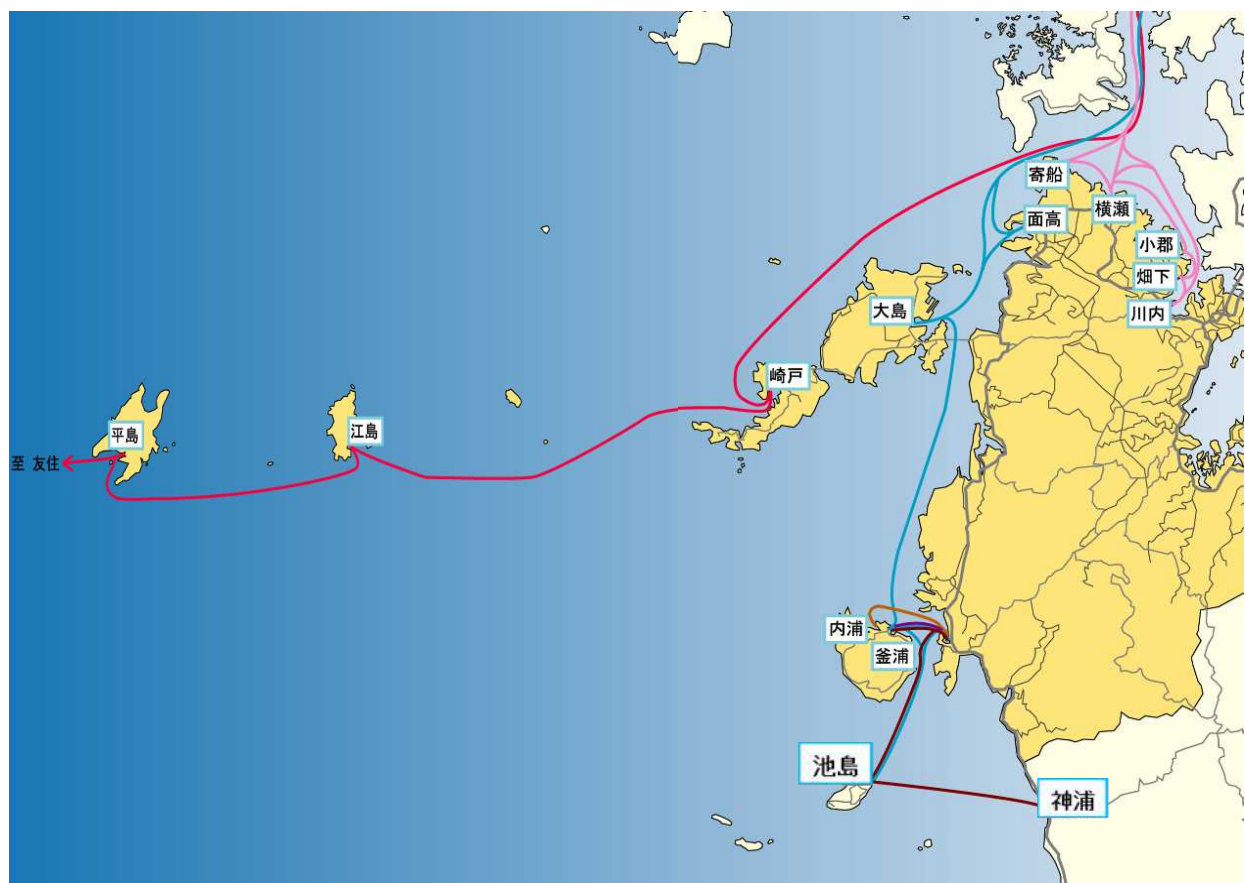 寄船
横瀬
面高
小郡
畑下
川内
大島
崎戸
江島
平島
至 友住
内浦
釜浦
池島
神浦